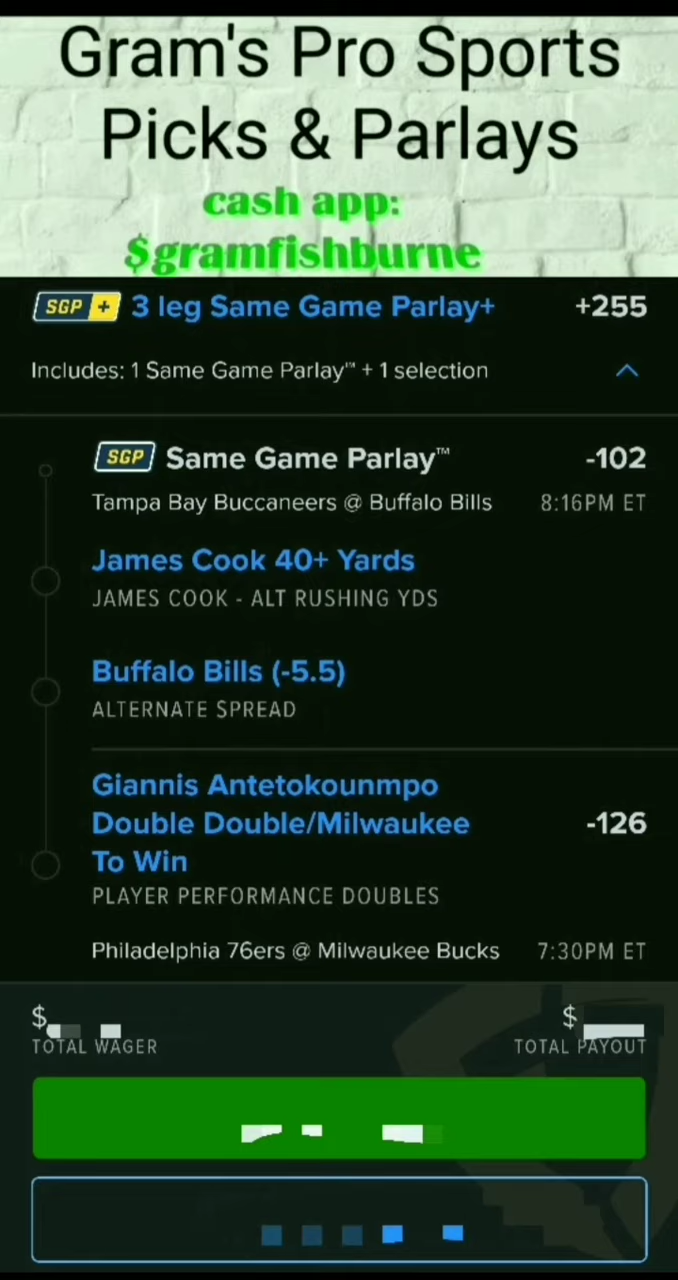 Gram's Pro Sports
Picks & Parlays
cash app:
$gramfishburne
SGP + 3 leg Same Game Parlay+ +255
Includes: 1 Same Game Parlay™ + 1 selection
SGP Same Game Parlay™ -102
Tampa Bay Buccaneers @ Buffalo Bills 8:16PM ET
James Cook 40+ Yards
JAMES COOK - ALT RUSHING YDS
Buffalo Bills (-5.5)
ALTERNATE SPREAD
Giannis Antetokounmpo
Double Double/Milwaukee -126
To Win
PLAYER PERFORMANCE DOUBLES
Philadelphia 76ers @ Milwaukee Bucks 7:30PM ET
$ $
TOTAL WAGER TOTAL PAYOUT